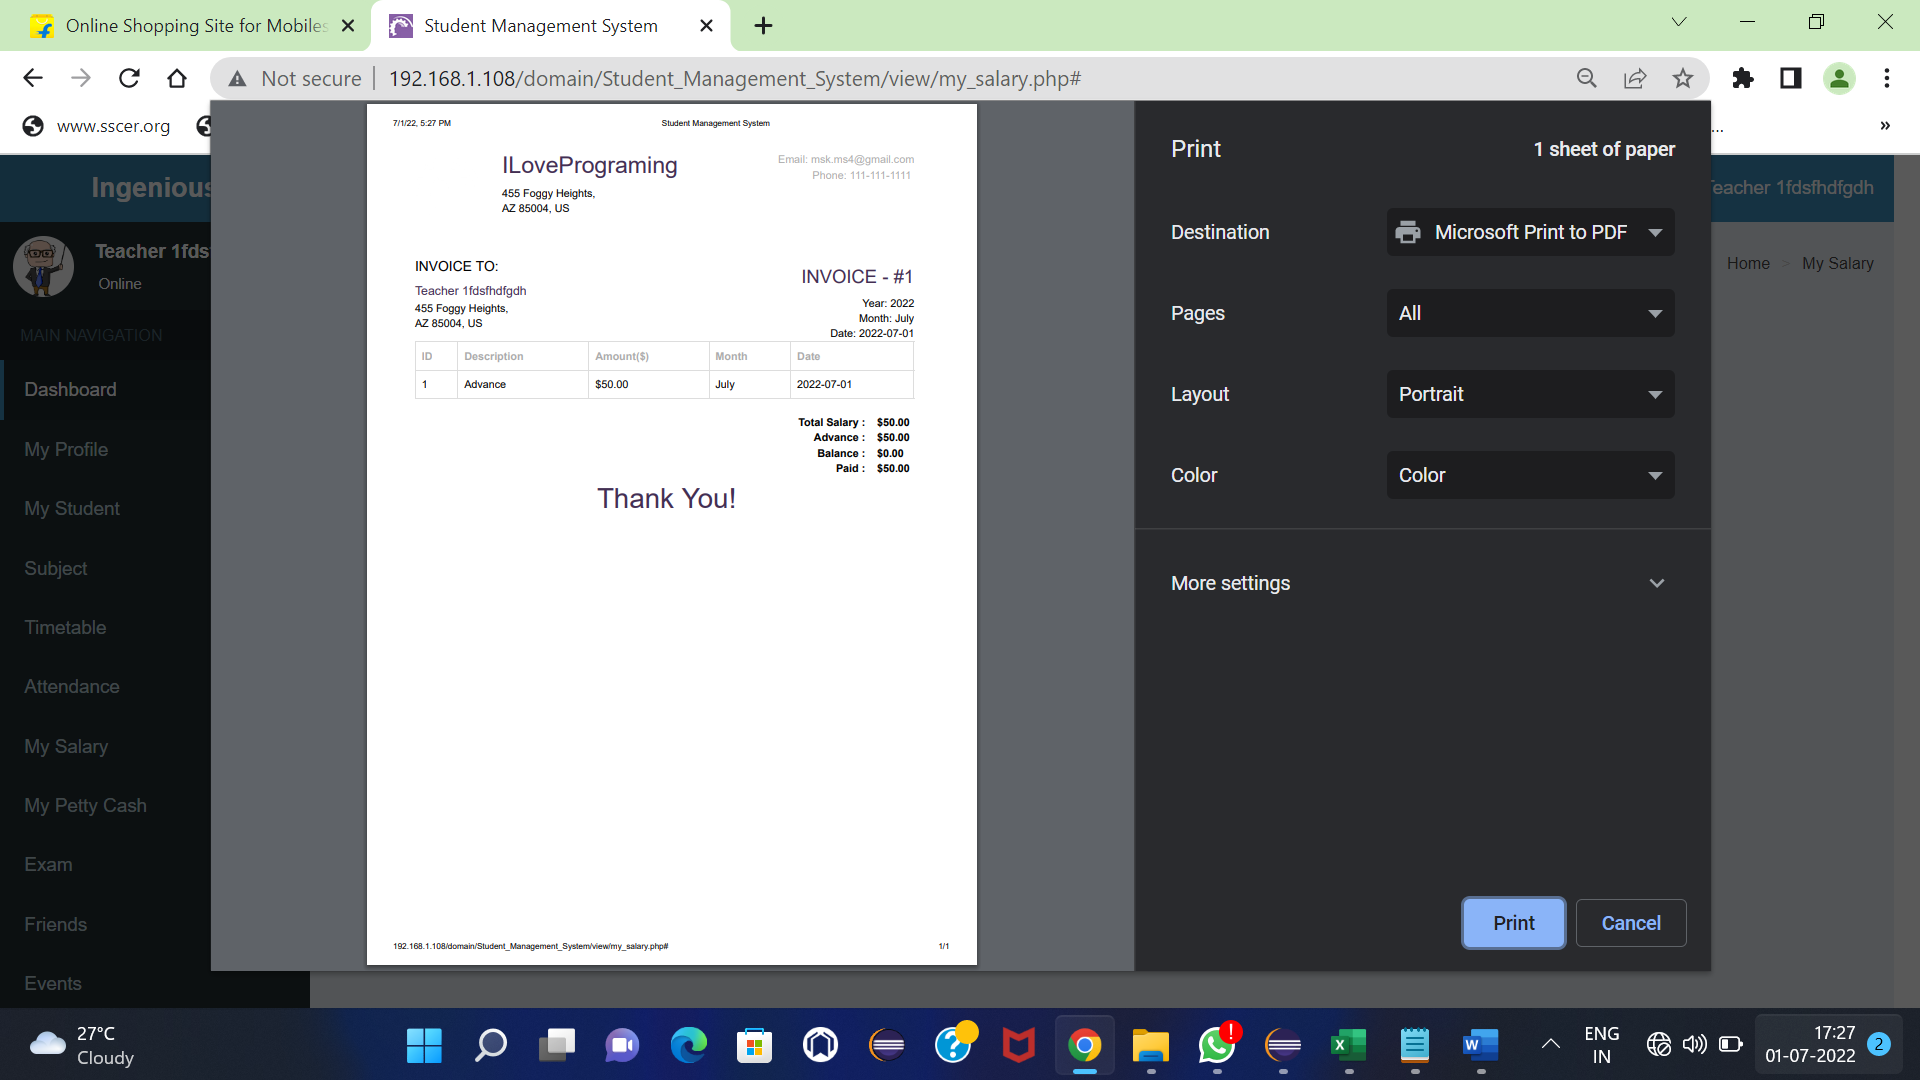 Online Shopping Site for Mobiles
Student Management System
Not secure
192.168.1.108/domain/Student_Management_System/view/my_salary.php#
www.sscer.org
...
»
Ingenious
Teacher 1fds
Online
MAIN NAVIGATION
Dashboard
My Profile
My Student
Subject
Timetable
Attendance
My Salary
My Petty Cash
Exam
Friends
Events
eacher 1fdsfhdfgdh
Home > My Salary
7/1/22, 5:27 PM
Student Management System
ILovePrograming
455 Foggy Heights,
AZ 85004, US
Email: msk.ms4@gmail.com
Phone: 111-111-1111
INVOICE TO:
Teacher 1fdsfhdfgdh
455 Foggy Heights,
AZ 85004, US
INVOICE - #1
Year: 2022
Month: July
Date: 2022-07-01
ID Description Amount($) Month Date
1 Advance $50.00 July 2022-07-01
Total Salary : $50.00
Advance : $50.00
Balance : $0.00
Paid : $50.00
Thank You!
192.168.1.108/domain/Student_Management_System/view/my_salary.php#
1/1
Print
1 sheet of paper
Destination
Microsoft Print to PDF
Pages
All
Layout
Portrait
Color
Color
More settings
Print
Cancel
27°C
Cloudy
ENG
IN
17:27
01-07-2022
2